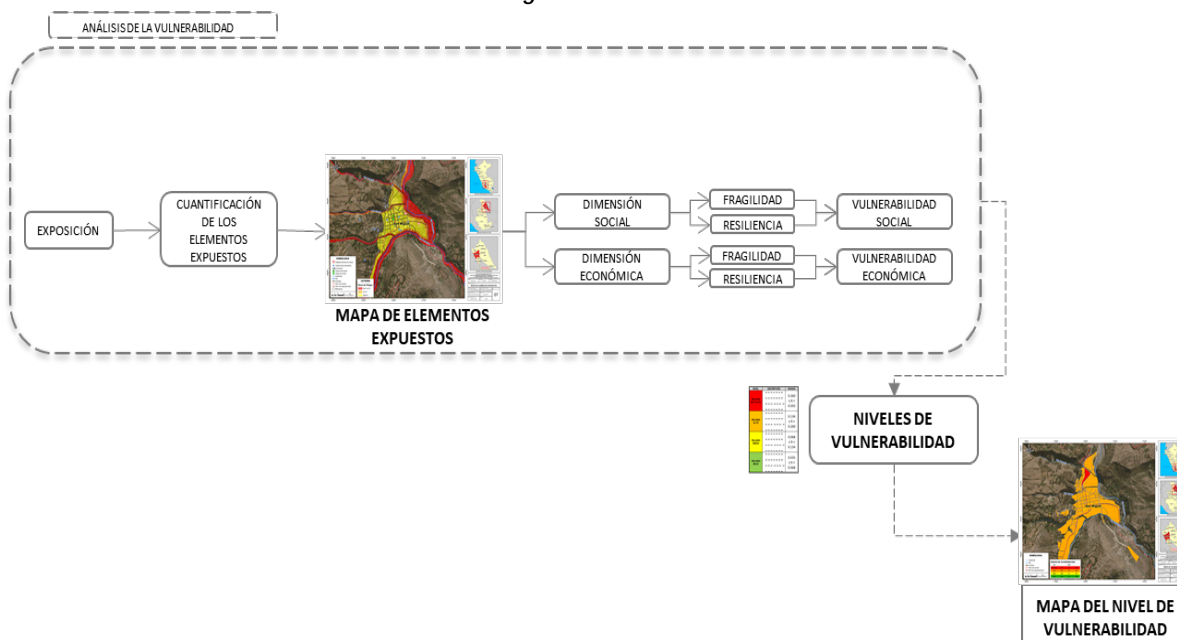 ANÁLISIS DE LA VULNERABILIDAD
EXPOSICIÓN
CUANTIFICACIÓN
DE LOS
ELEMENTOS
EXPUESTOS
MAPA DE ELEMENTOS
EXPUESTOS
DIMENSIÓN
SOCIAL
FRAGILIDAD
RESILIENCIA
VULNERABILIDAD
SOCIAL
DIMENSIÓN
ECONÓMICA
FRAGILIDAD
RESILIENCIA
VULNERABILIDAD
ECONÓMICA
NIVELES DE
VULNERABILIDAD
MAPA DEL NIVEL DE
VULNERABILIDAD